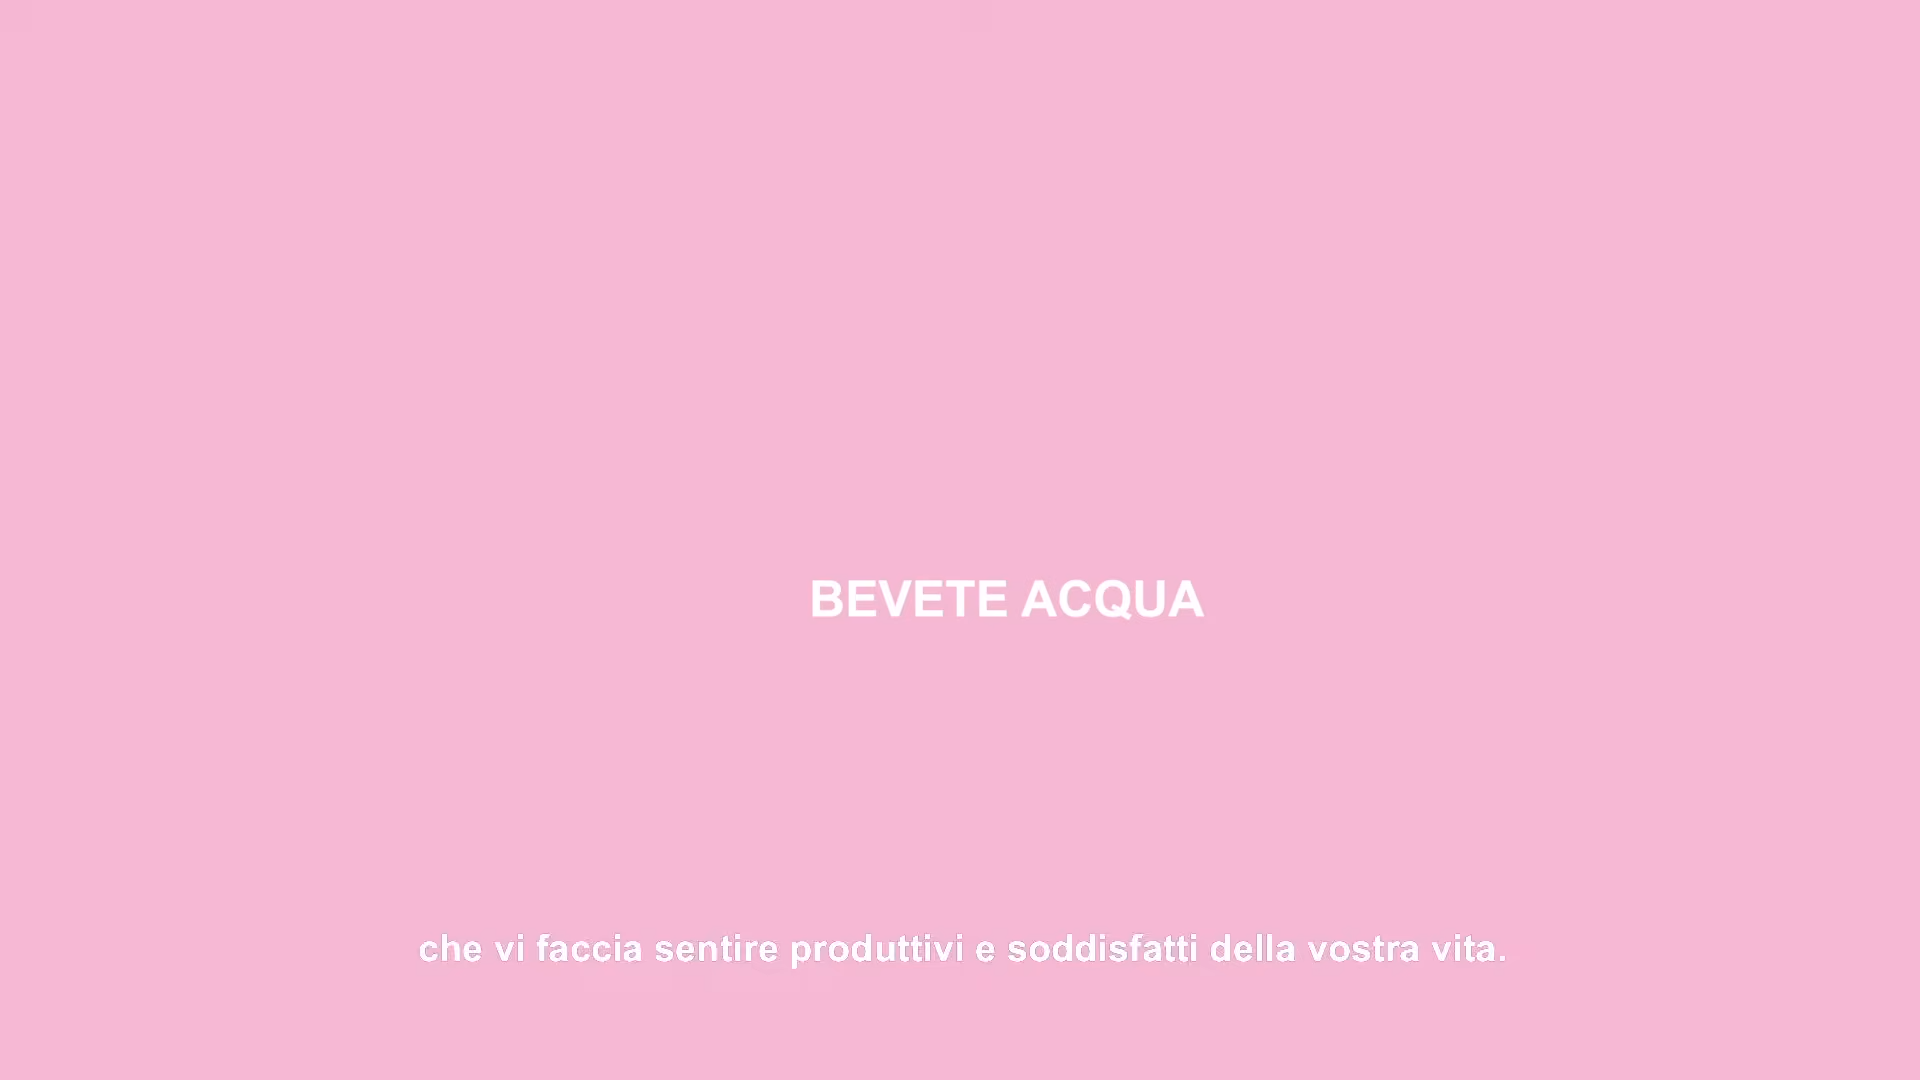 BEVETE ACQUA
che vi faccia sentire produttivi e soddisfatti della vostra vita.